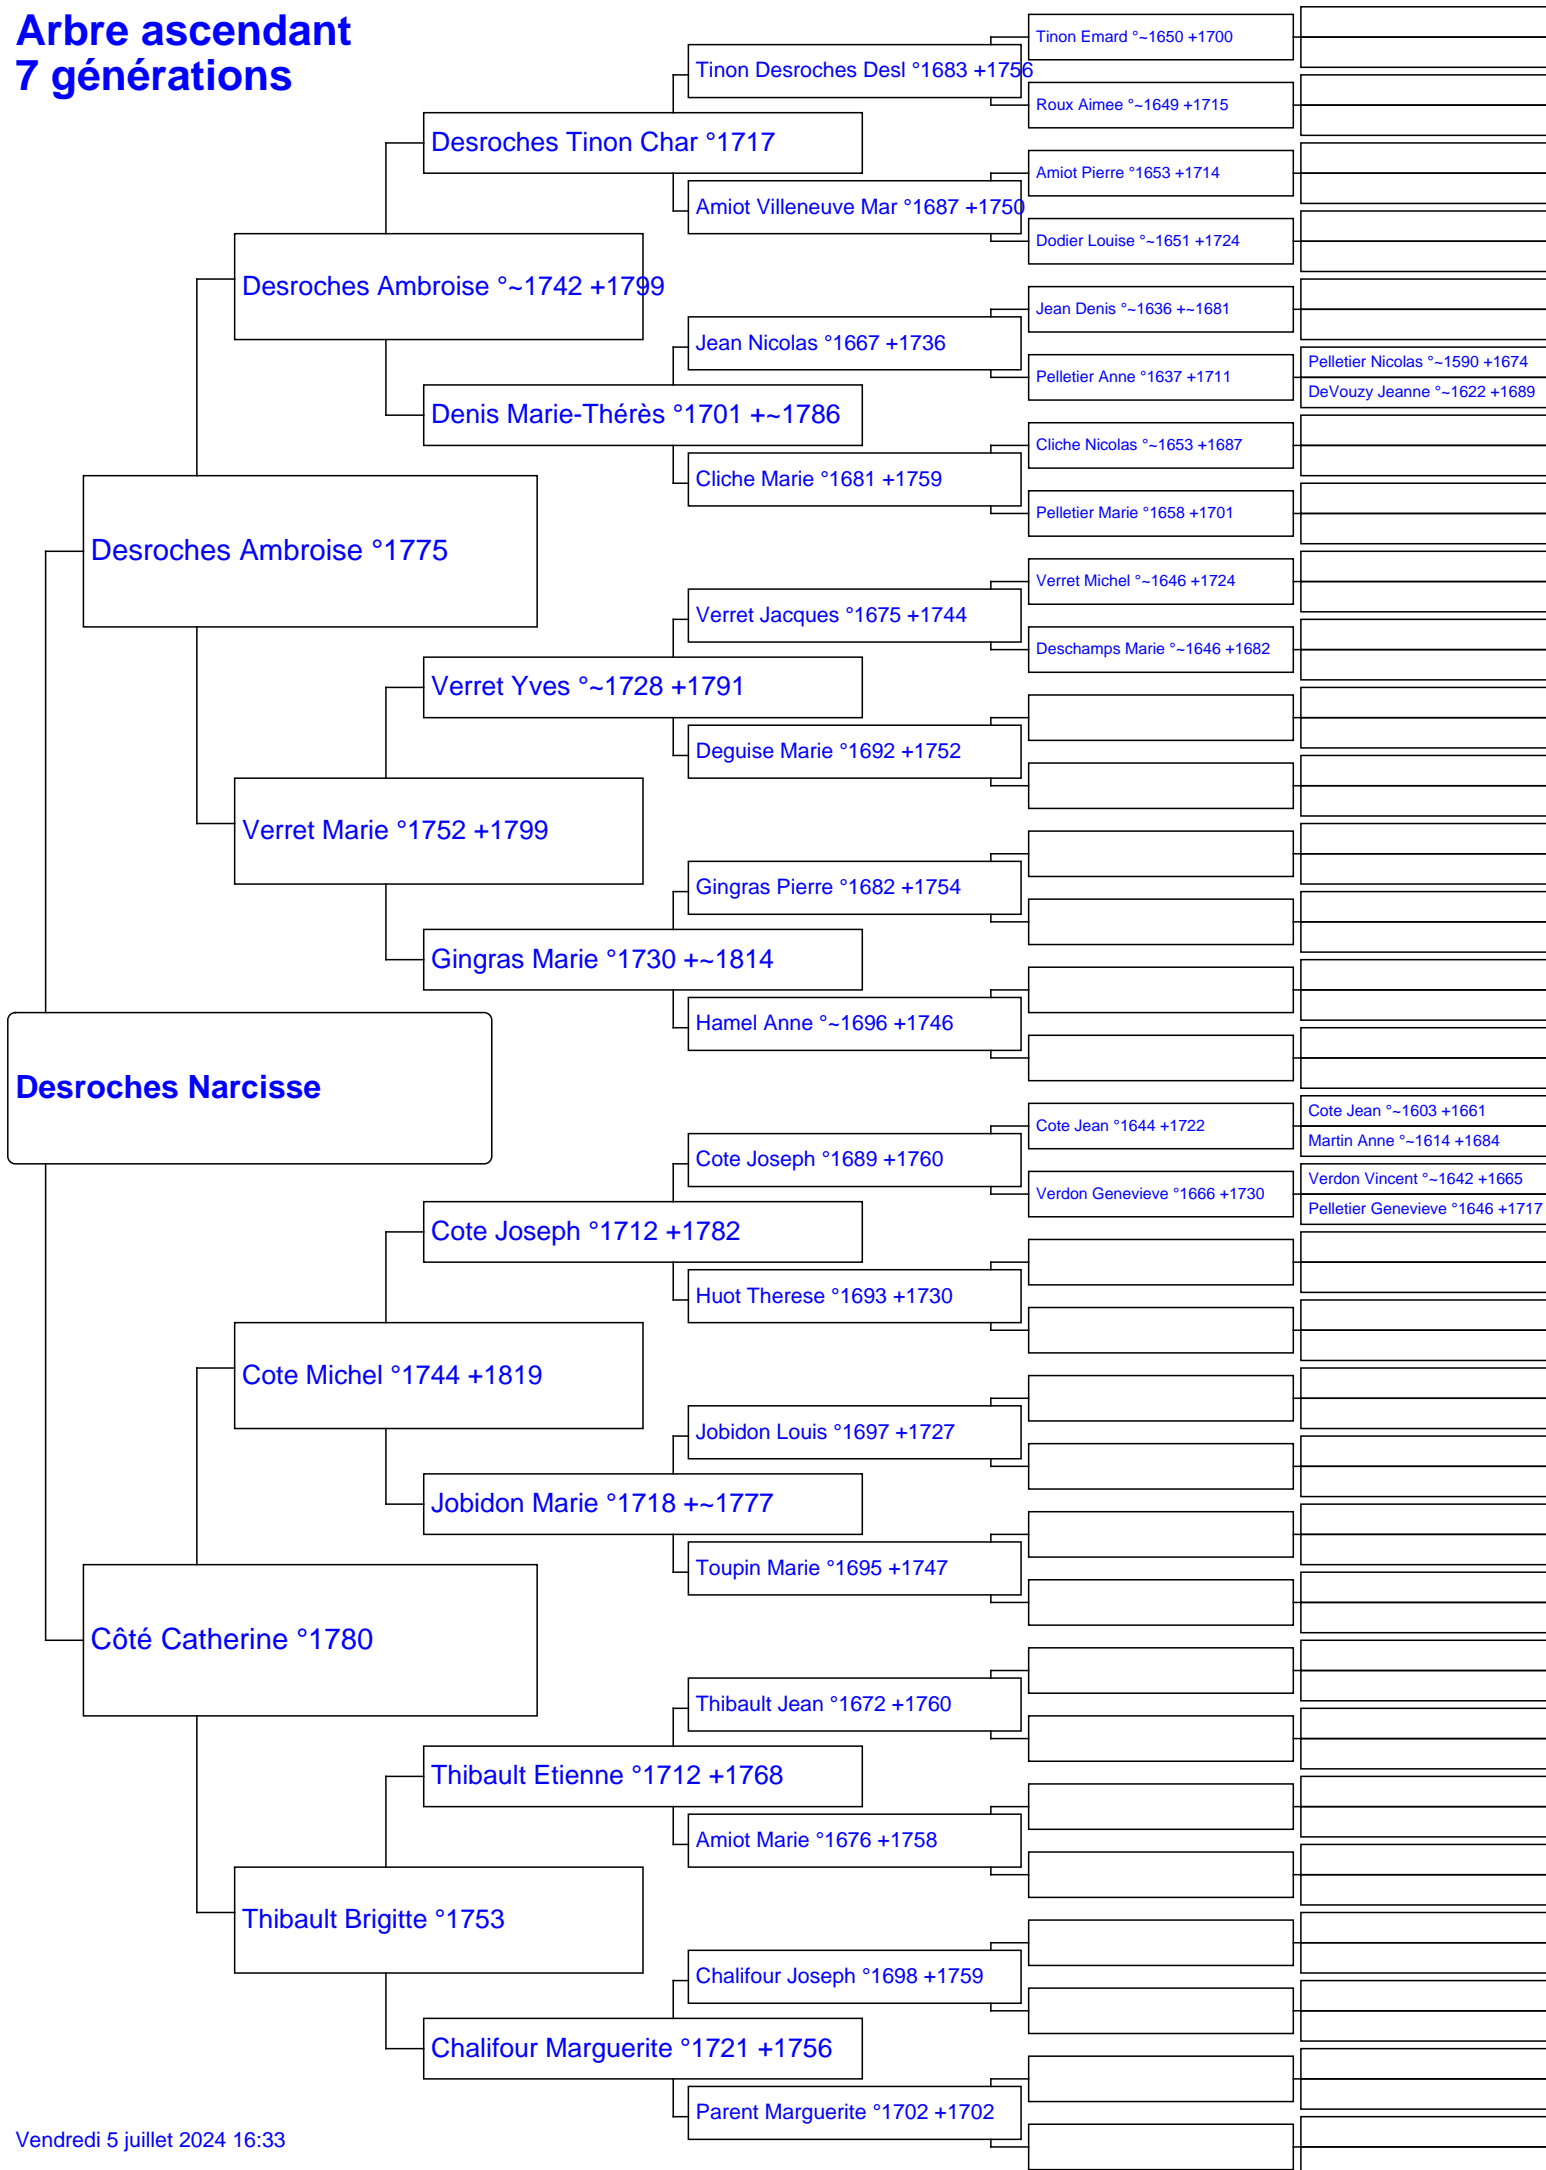 Arbre ascendant
7 générations
Tinon Emard °~1650 +1700
Tinon Desroches Desl °1683 +1756
Roux Aimee °~1649 +1715
Desroches Tinon Char °1717
Amiot Pierre °1653 +1714
Amiot Villeneuve Mar °1687 +1750
Dodier Louise °~1651 +1724
Desroches Ambroise °~1742 +1799
Jean Denis °~1636 +~1681
Jean Nicolas °1667 +1736
Pelletier Nicolas °~1590 +1674
Pelletier Anne °1637 +1711
DeVouzy Jeanne °~1622 +1689
Denis Marie-Thérès °1701 +~1786
Cliche Nicolas °~1653 +1687
Cliche Marie °1681 +1759
Pelletier Marie °1658 +1701
Desroches Ambroise °1775
Verret Michel °~1646 +1724
Verret Jacques °1675 +1744
Deschamps Marie °~1646 +1682
Verret Yves °~1728 +1791
Deguise Marie °1692 +1752
Verret Marie °1752 +1799
Gingras Pierre °1682 +1754
Gingras Marie °1730 +~1814
Hamel Anne °~1696 +1746
Desroches Narcisse
Cote Jean °~1603 +1661
Cote Jean °1644 +1722
Martin Anne °~1614 +1684
Cote Joseph °1689 +1760
Verdon Vincent °~1642 +1665
Verdon Genevieve °1666 +1730
Pelletier Genevieve °1646 +1717
Cote Joseph °1712 +1782
Huot Therese °1693 +1730
Cote Michel °1744 +1819
Jobidon Louis °1697 +1727
Jobidon Marie °1718 +~1777
Toupin Marie °1695 +1747
Côté Catherine °1780
Thibault Jean °1672 +1760
Thibault Etienne °1712 +1768
Amiot Marie °1676 +1758
Thibault Brigitte °1753
Chalifour Joseph °1698 +1759
Chalifour Marguerite °1721 +1756
Parent Marguerite °1702 +1702
Vendredi 5 juillet 2024 16:33